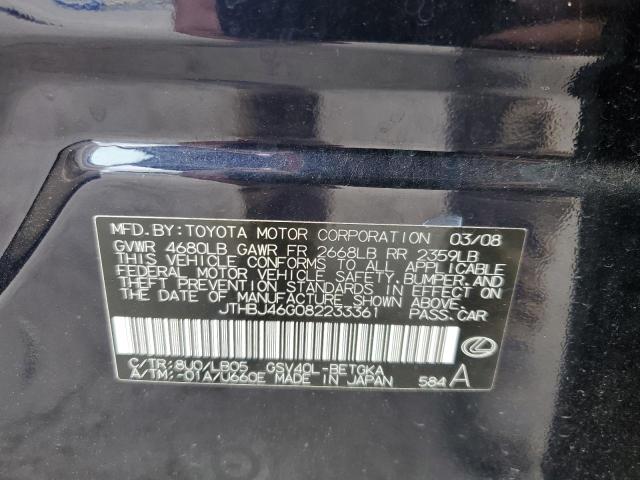 MFD. BY: TOYOTA MOTOR CORPORATION 03/08
GVWR 4680LB GAWR FR 2668LB RR 2359LB
THIS VEHICLE CONFORMS TO ALL APPLICABLE
FEDERAL MOTOR VEHICLE SAFETY, BUMPER, AND
THEFT PREVENTION STANDARDS IN EFFECT ON
THE DATE OF MANUFACTURE SHOWN ABOVE.
JTHBJ46G082233361 PASS.CAR
C/TR: 8U0/LB05 GSV40L-BETGKA
A/TM: -01A/U660E MADE IN JAPAN 584 A